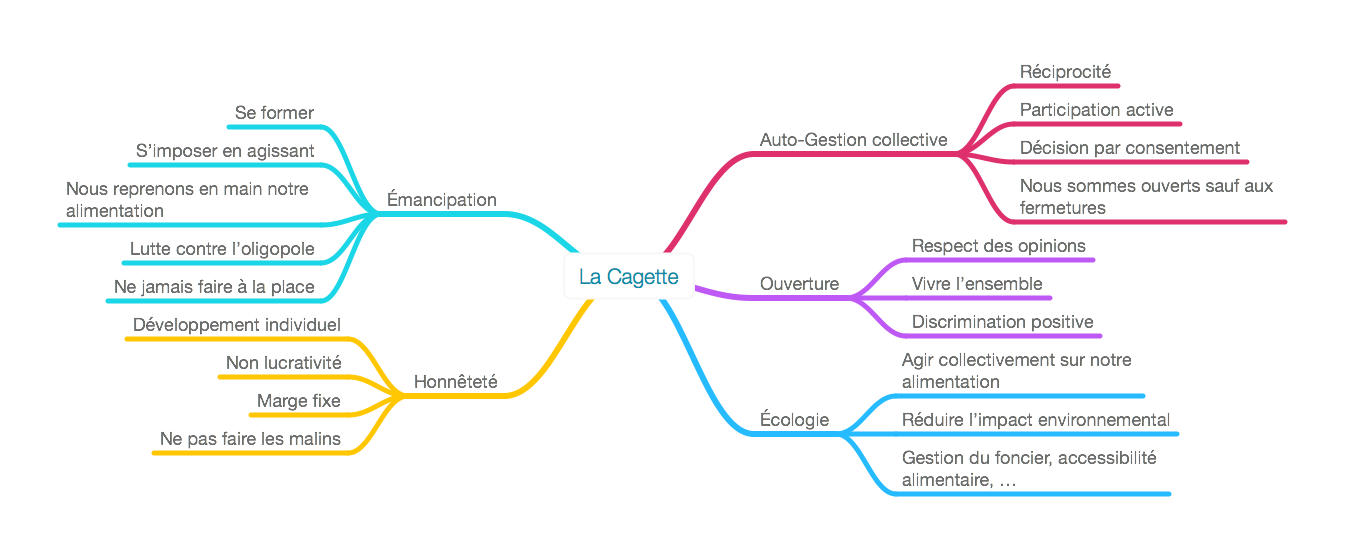 La Cagette
Auto-Gestion collective
Réciprocité
Participation active
Décision par consentement
Nous sommes ouverts sauf aux
fermetures
Ouverture
Respect des opinions
Vivre l’ensemble
Discrimination positive
Écologie
Agir collectivement sur notre
alimentation
Réduire l’impact environnemental
Gestion du foncier, accessibilité
alimentaire, …
Émancipation
Se former
S’imposer en agissant
Nous reprenons en main notre
alimentation
Lutte contre l’oligopole
Ne jamais faire à la place
Honnêteté
Développement individuel
Non lucrativité
Marge fixe
Ne pas faire les malins